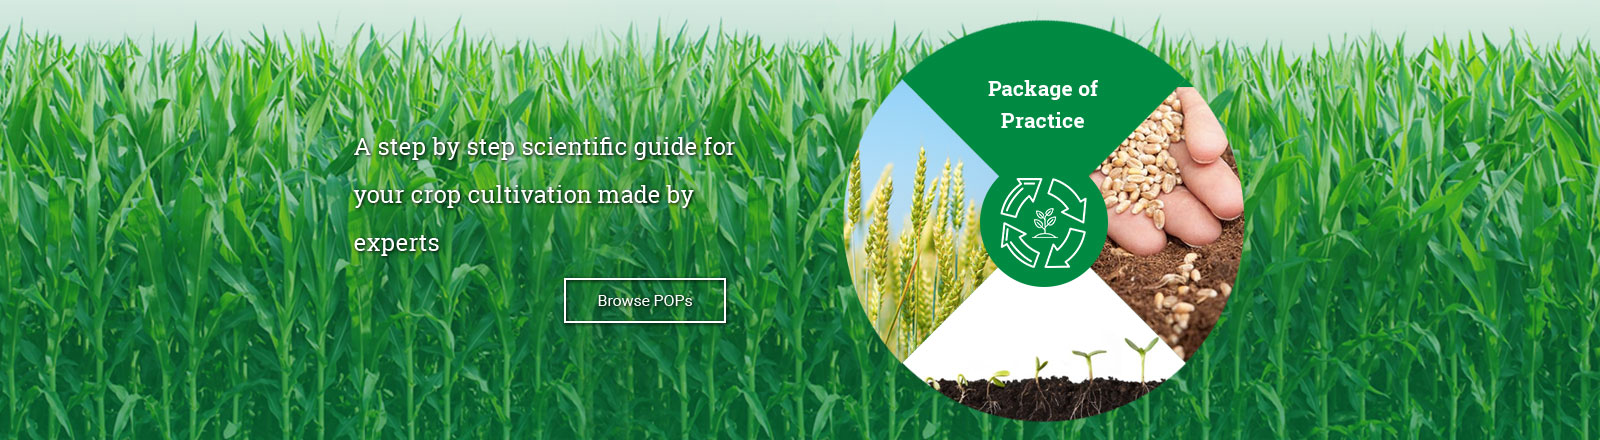 A step by step scientific guide for
your crop cultivation made by
experts
Browse POPs
Package of
Practice